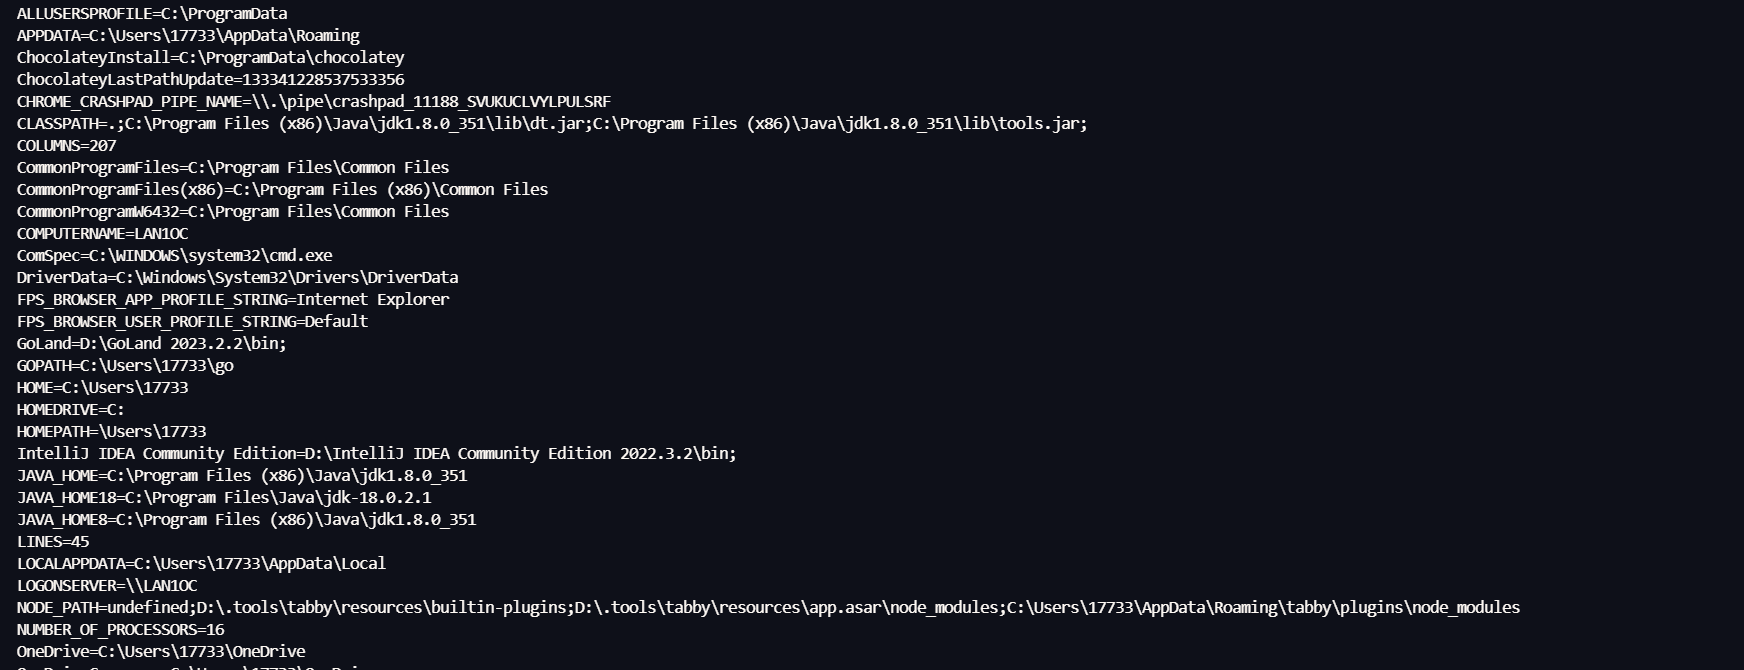 ALLUSERSPROFILE=C:\ProgramData
APPDATA=C:\Users\17733\AppData\Roaming
ChocolateyInstall=C:\ProgramData\chocolatey
ChocolateyLastPathUpdate=133341228537533356
CHROME_CRASHPAD_PIPE_NAME=\\.\pipe\crashpad_11188_SVUKUCLVYLPULSRF
CLASSPATH=.;C:\Program Files (x86)\Java\jdk1.8.0_351\lib\dt.jar;C:\Program Files (x86)\Java\jdk1.8.0_351\lib\tools.jar;
COLUMNS=207
CommonProgramFiles=C:\Program Files\Common Files
CommonProgramFiles(x86)=C:\Program Files (x86)\Common Files
CommonProgramW6432=C:\Program Files\Common Files
COMPUTERNAME=LAN1OC
ComSpec=C:\WINDOWS\system32\cmd.exe
DriverData=C:\Windows\System32\Drivers\DriverData
FPS_BROWSER_APP_PROFILE_STRING=Internet Explorer
FPS_BROWSER_USER_PROFILE_STRING=Default
GoLand=D:\GoLand 2023.2.2\bin;
GOPATH=C:\Users\17733\go
HOME=C:\Users\17733
HOMEDRIVE=C:
HOMEPATH=\Users\17733
IntelliJ IDEA Community Edition=D:\IntelliJ IDEA Community Edition 2022.3.2\bin;
JAVA_HOME=C:\Program Files (x86)\Java\jdk1.8.0_351
JAVA_HOME18=C:\Program Files\Java\jdk-18.0.2.1
JAVA_HOME8=C:\Program Files (x86)\Java\jdk1.8.0_351
LINES=45
LOCALAPPDATA=C:\Users\17733\AppData\Local
LOGONSERVER=\\LAN1OC
NODE_PATH=undefined;D:\.tools\tabby\resources\builtin-plugins;D:\.tools\tabby\resources\app.asar\node_modules;C:\Users\17733\AppData\Roaming\tabby\plugins\node_modules
NUMBER_OF_PROCESSORS=16
OneDrive=C:\Users\17733\OneDrive